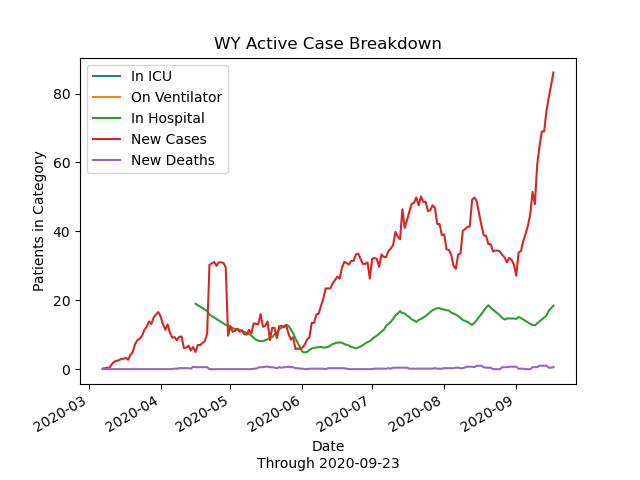 WY Active Case Breakdown
In ICU
On Ventilator
In Hospital
New Cases
New Deaths
Patients in Category
80
60
40
20
0
2020-03
2020-04
2020-05
2020-06
2020-07
2020-08
2020-09
Date
Through 2020-09-23